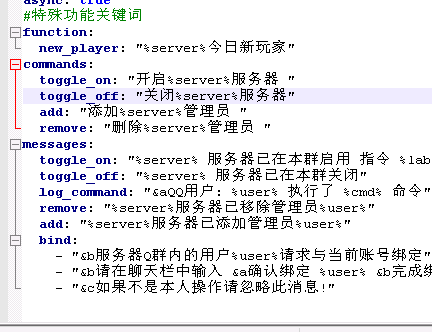 async: true
#特殊功能关键词
function:
new_player: "%server%今日新玩家"
commands:
toggle_on: "开启%server%服务器 "
toggle_off: "关闭%server%服务器"
add: "添加%server%管理员 "
remove: "删除%server%管理员 "
messages:
toggle_on: "%server% 服务器已在本群启用 指令 %lab
toggle_off: "%server% 服务器已在本群关闭"
log_command: "&aQQ用户: %user% 执行了 %cmd% 命令"
remove: "%server%服务器已移除管理员%user%"
add: "%server%服务器已添加管理员%user%"
bind:
- "&b服务器Q群内的用户%user%请求与当前账号绑定"
- "&b请在聊天栏中输入 &a确认绑定 %user% &b完成绑
- "&c如果不是本人操作请忽略此消息!"